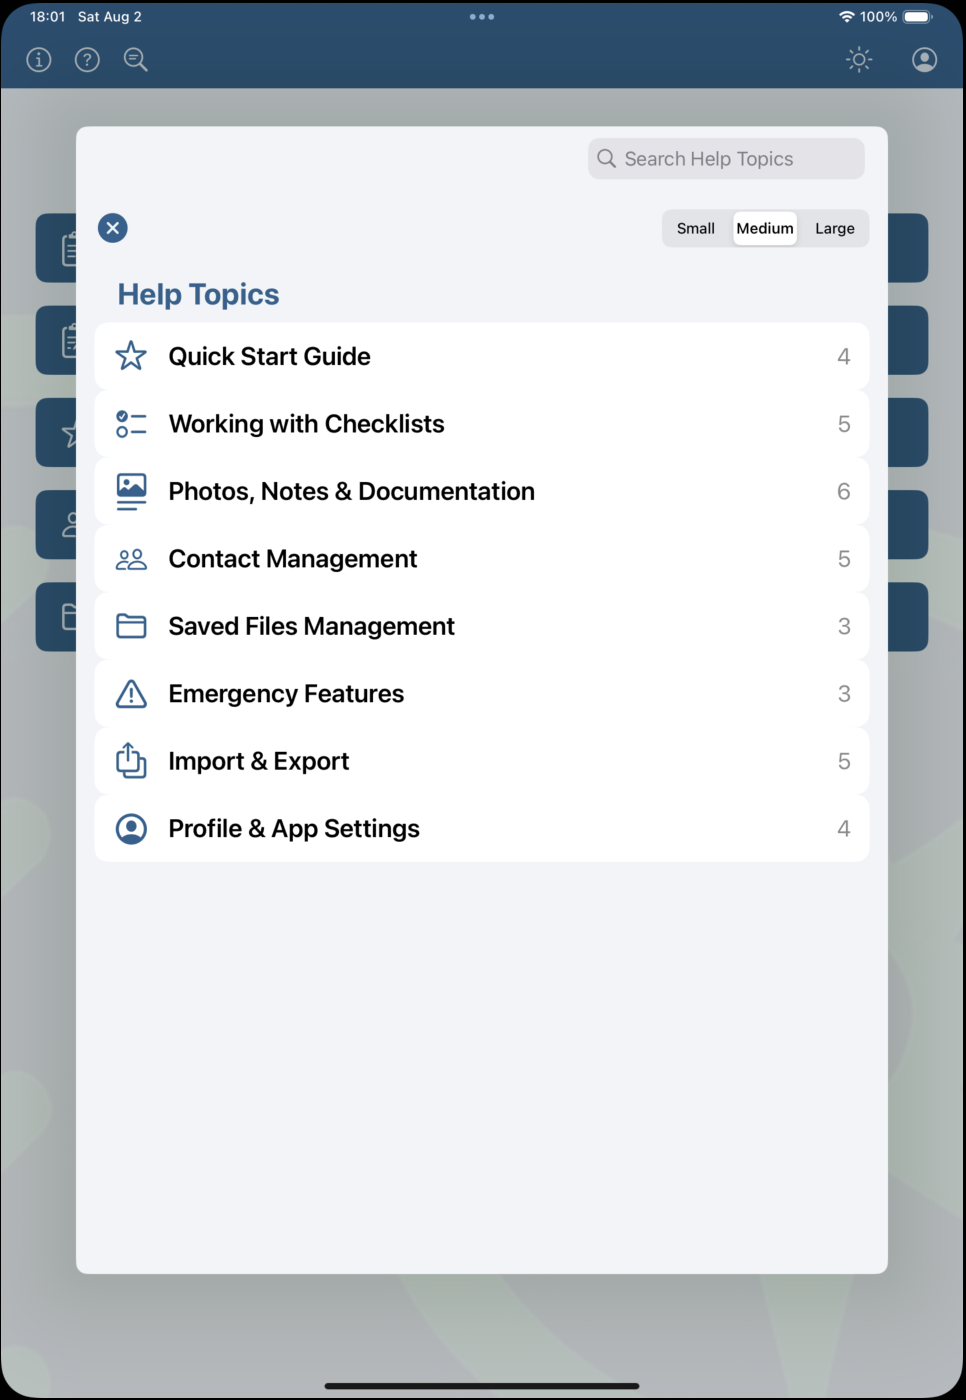 18:01 Sat Aug 2
100%
Search Help Topics
Small Medium Large
Help Topics
Quick Start Guide 4
Working with Checklists 5
Photos, Notes & Documentation 6
Contact Management 5
Saved Files Management 3
Emergency Features 3
Import & Export 5
Profile & App Settings 4